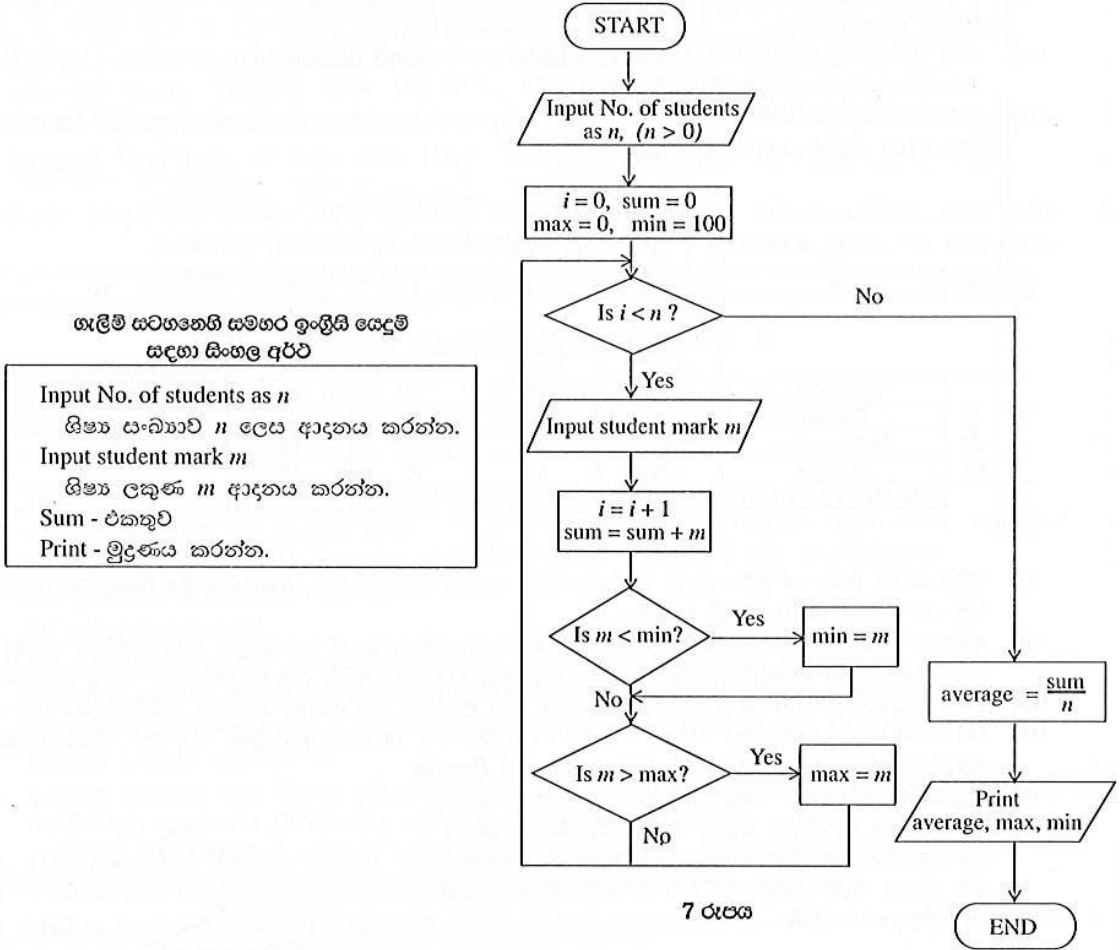 START
Input No. of students
as n, (n > 0)
i = 0, sum = 0
max = 0, min = 100
Is i < n ?
No
Yes
Input student mark m
i = i + 1
sum = sum + m
Is m < min?
Yes
min = m
No
Is m > max?
Yes
max = m
No
average = sum/n
Print
average, max, min
END
ගැලීම් සටහනෙහි සමහර ඉංග්‍රීසි යෙදුම්
සඳහා සිංහල අර්ථ
Input No. of students as n
ශිෂ්‍ය සංඛ්‍යාව n ලෙස ආදානය කරන්න.
Input student mark m
ශිෂ්‍ය ලකුණ m ආදානය කරන්න.
Sum - එකතුව
Print - මුද්‍රණය කරන්න.
7 රූපය